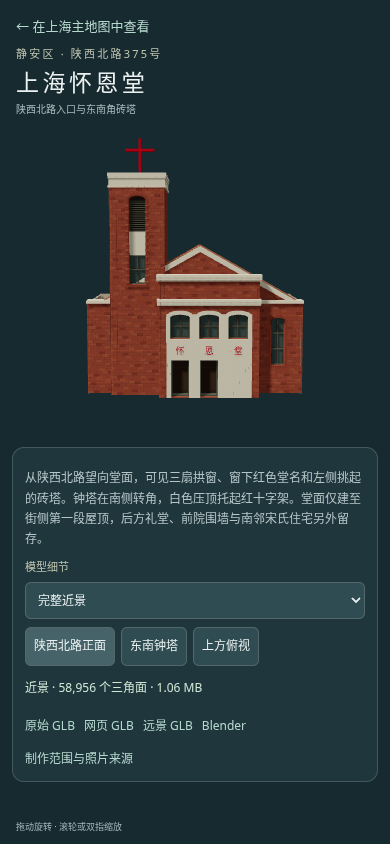 ← 在上海主地图中查看
静安区 · 陕西北路375号
上海怀恩堂
陕西北路入口与东南角砖塔
怀 恩 堂
从陕西北路望向堂面，可见三扇拱窗、窗下红色堂名和左侧挑起
的砖塔。钟塔在南侧转角，白色压顶托起红十字架。堂面仅建至
街侧第一段屋顶，后方礼堂、前院围墙与南邻宋氏住宅另外留
存。
模型细节
完整近景
陕西北路正面 东南钟塔 上方俯视
近景 · 58,956 个三角面 · 1.06 MB
原始 GLB 网页 GLB 远景 GLB Blender
制作范围与照片来源
拖动旋转 · 滚轮或双指缩放